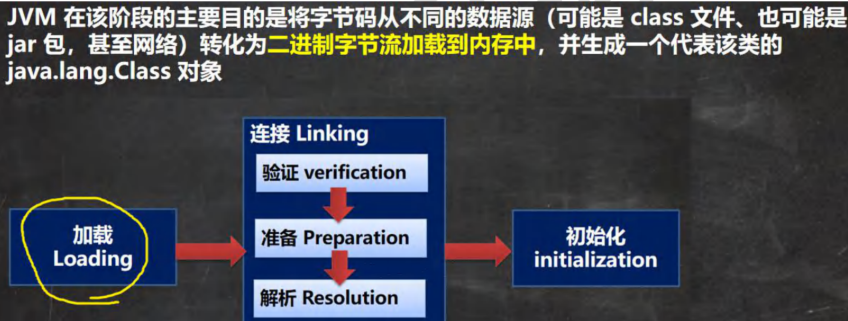 JVM 在该阶段的主要目的是将字节码从不同的数据源（可能是 class 文件、也可能是
jar 包，甚至网络）转化为二进制字节流加载到内存中，并生成一个代表该类的
java.lang.Class 对象
连接 Linking
验证 verification
加载
Loading
准备 Preparation
初始化
initialization
解析 Resolution